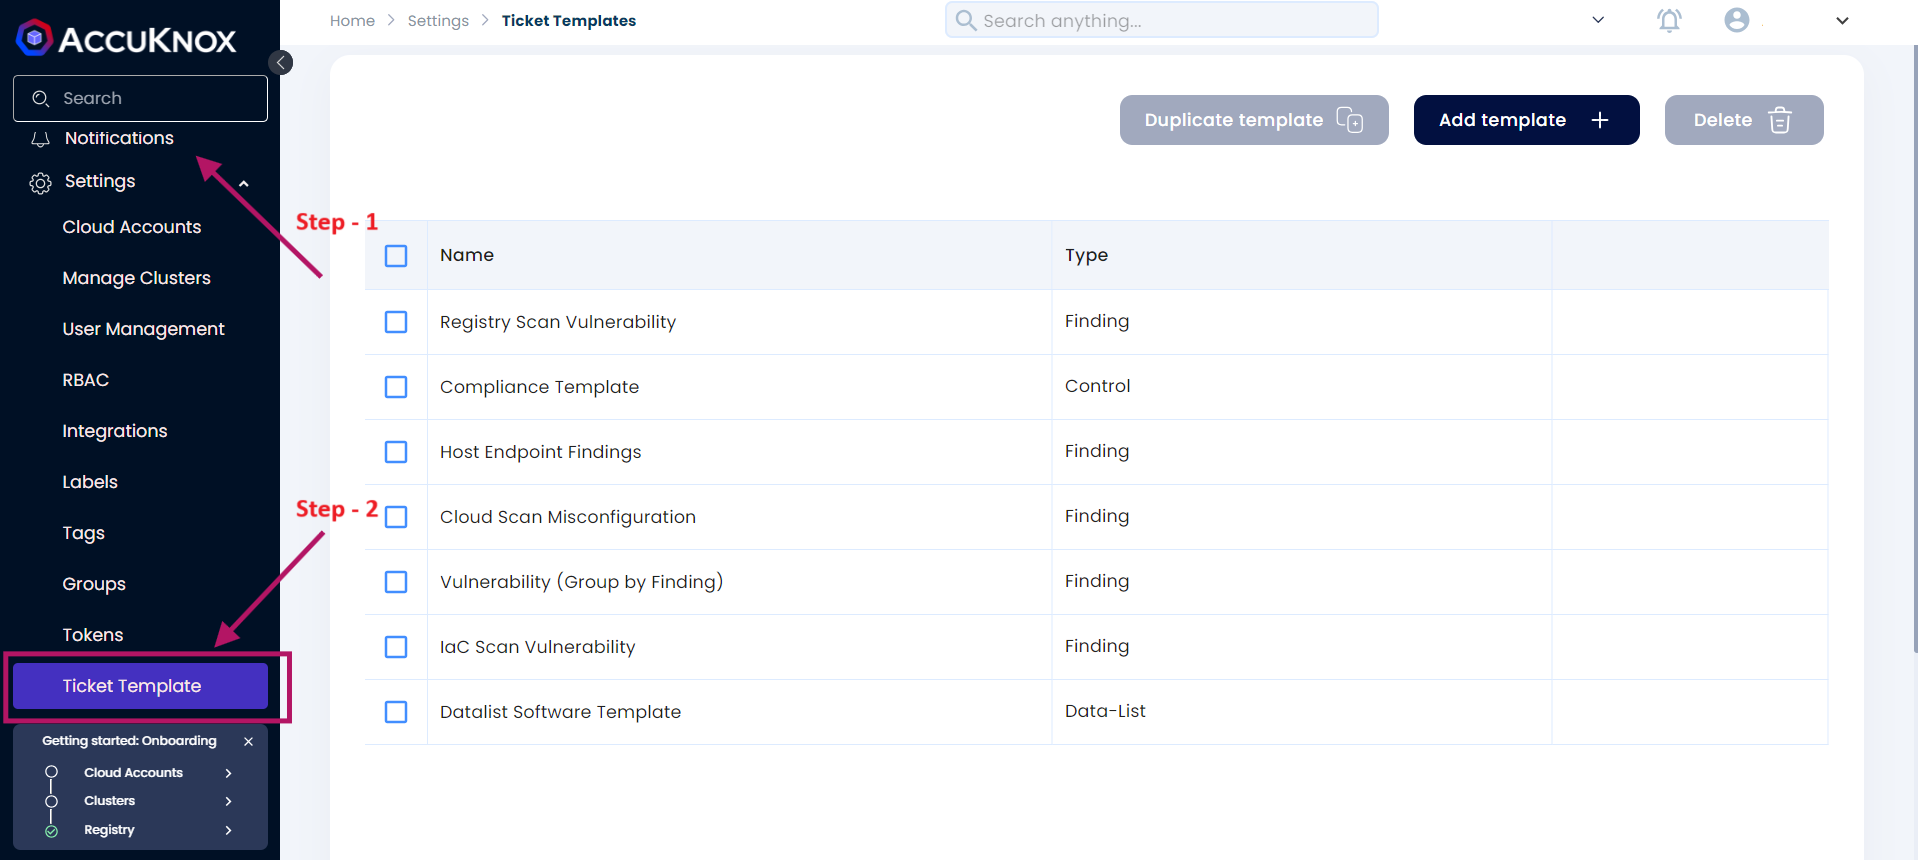 ACCUKNOX
Search
Notifications
Settings
Cloud Accounts
Manage Clusters
User Management
RBAC
Integrations
Labels
Tags
Groups
Tokens
Ticket Template
Getting started: Onboarding
Cloud Accounts
Clusters
Registry
Home > Settings > Ticket Templates
Search anything...
Duplicate template
Add template +
Delete
Step - 1
Step - 2
Name Type
Registry Scan Vulnerability Finding
Compliance Template Control
Host Endpoint Findings Finding
Cloud Scan Misconfiguration Finding
Vulnerability (Group by Finding) Finding
IaC Scan Vulnerability Finding
Datalist Software Template Data-List